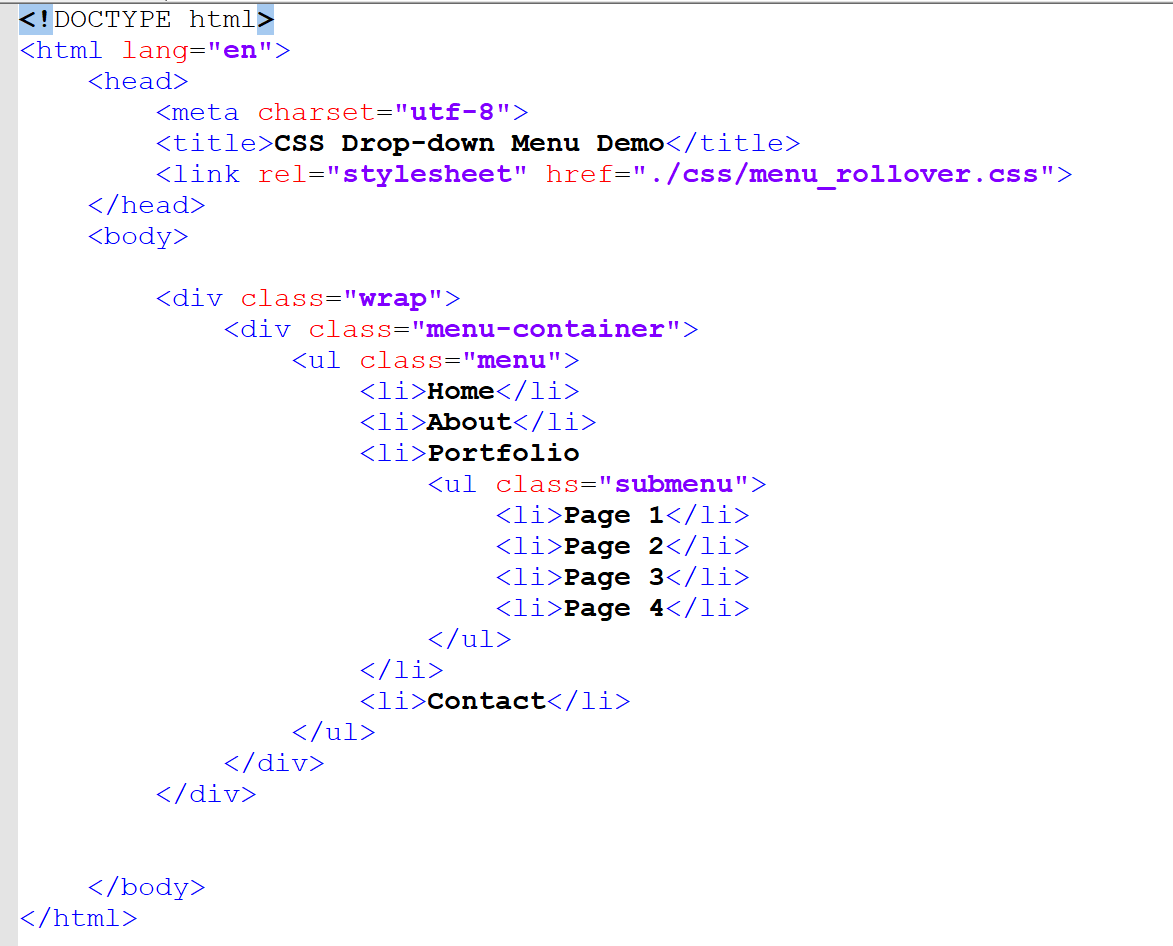 <!DOCTYPE html>
<html lang="en">
    <head>
        <meta charset="utf-8">
        <title>CSS Drop-down Menu Demo</title>
        <link rel="stylesheet" href="./css/menu_rollover.css">
    </head>
    <body>

        <div class="wrap">
            <div class="menu-container">
                <ul class="menu">
                    <li>Home</li>
                    <li>About</li>
                    <li>Portfolio
                        <ul class="submenu">
                            <li>Page 1</li>
                            <li>Page 2</li>
                            <li>Page 3</li>
                            <li>Page 4</li>
                        </ul>
                    </li>
                    <li>Contact</li>
                </ul>
            </div>
        </div>


    </body>
</html>